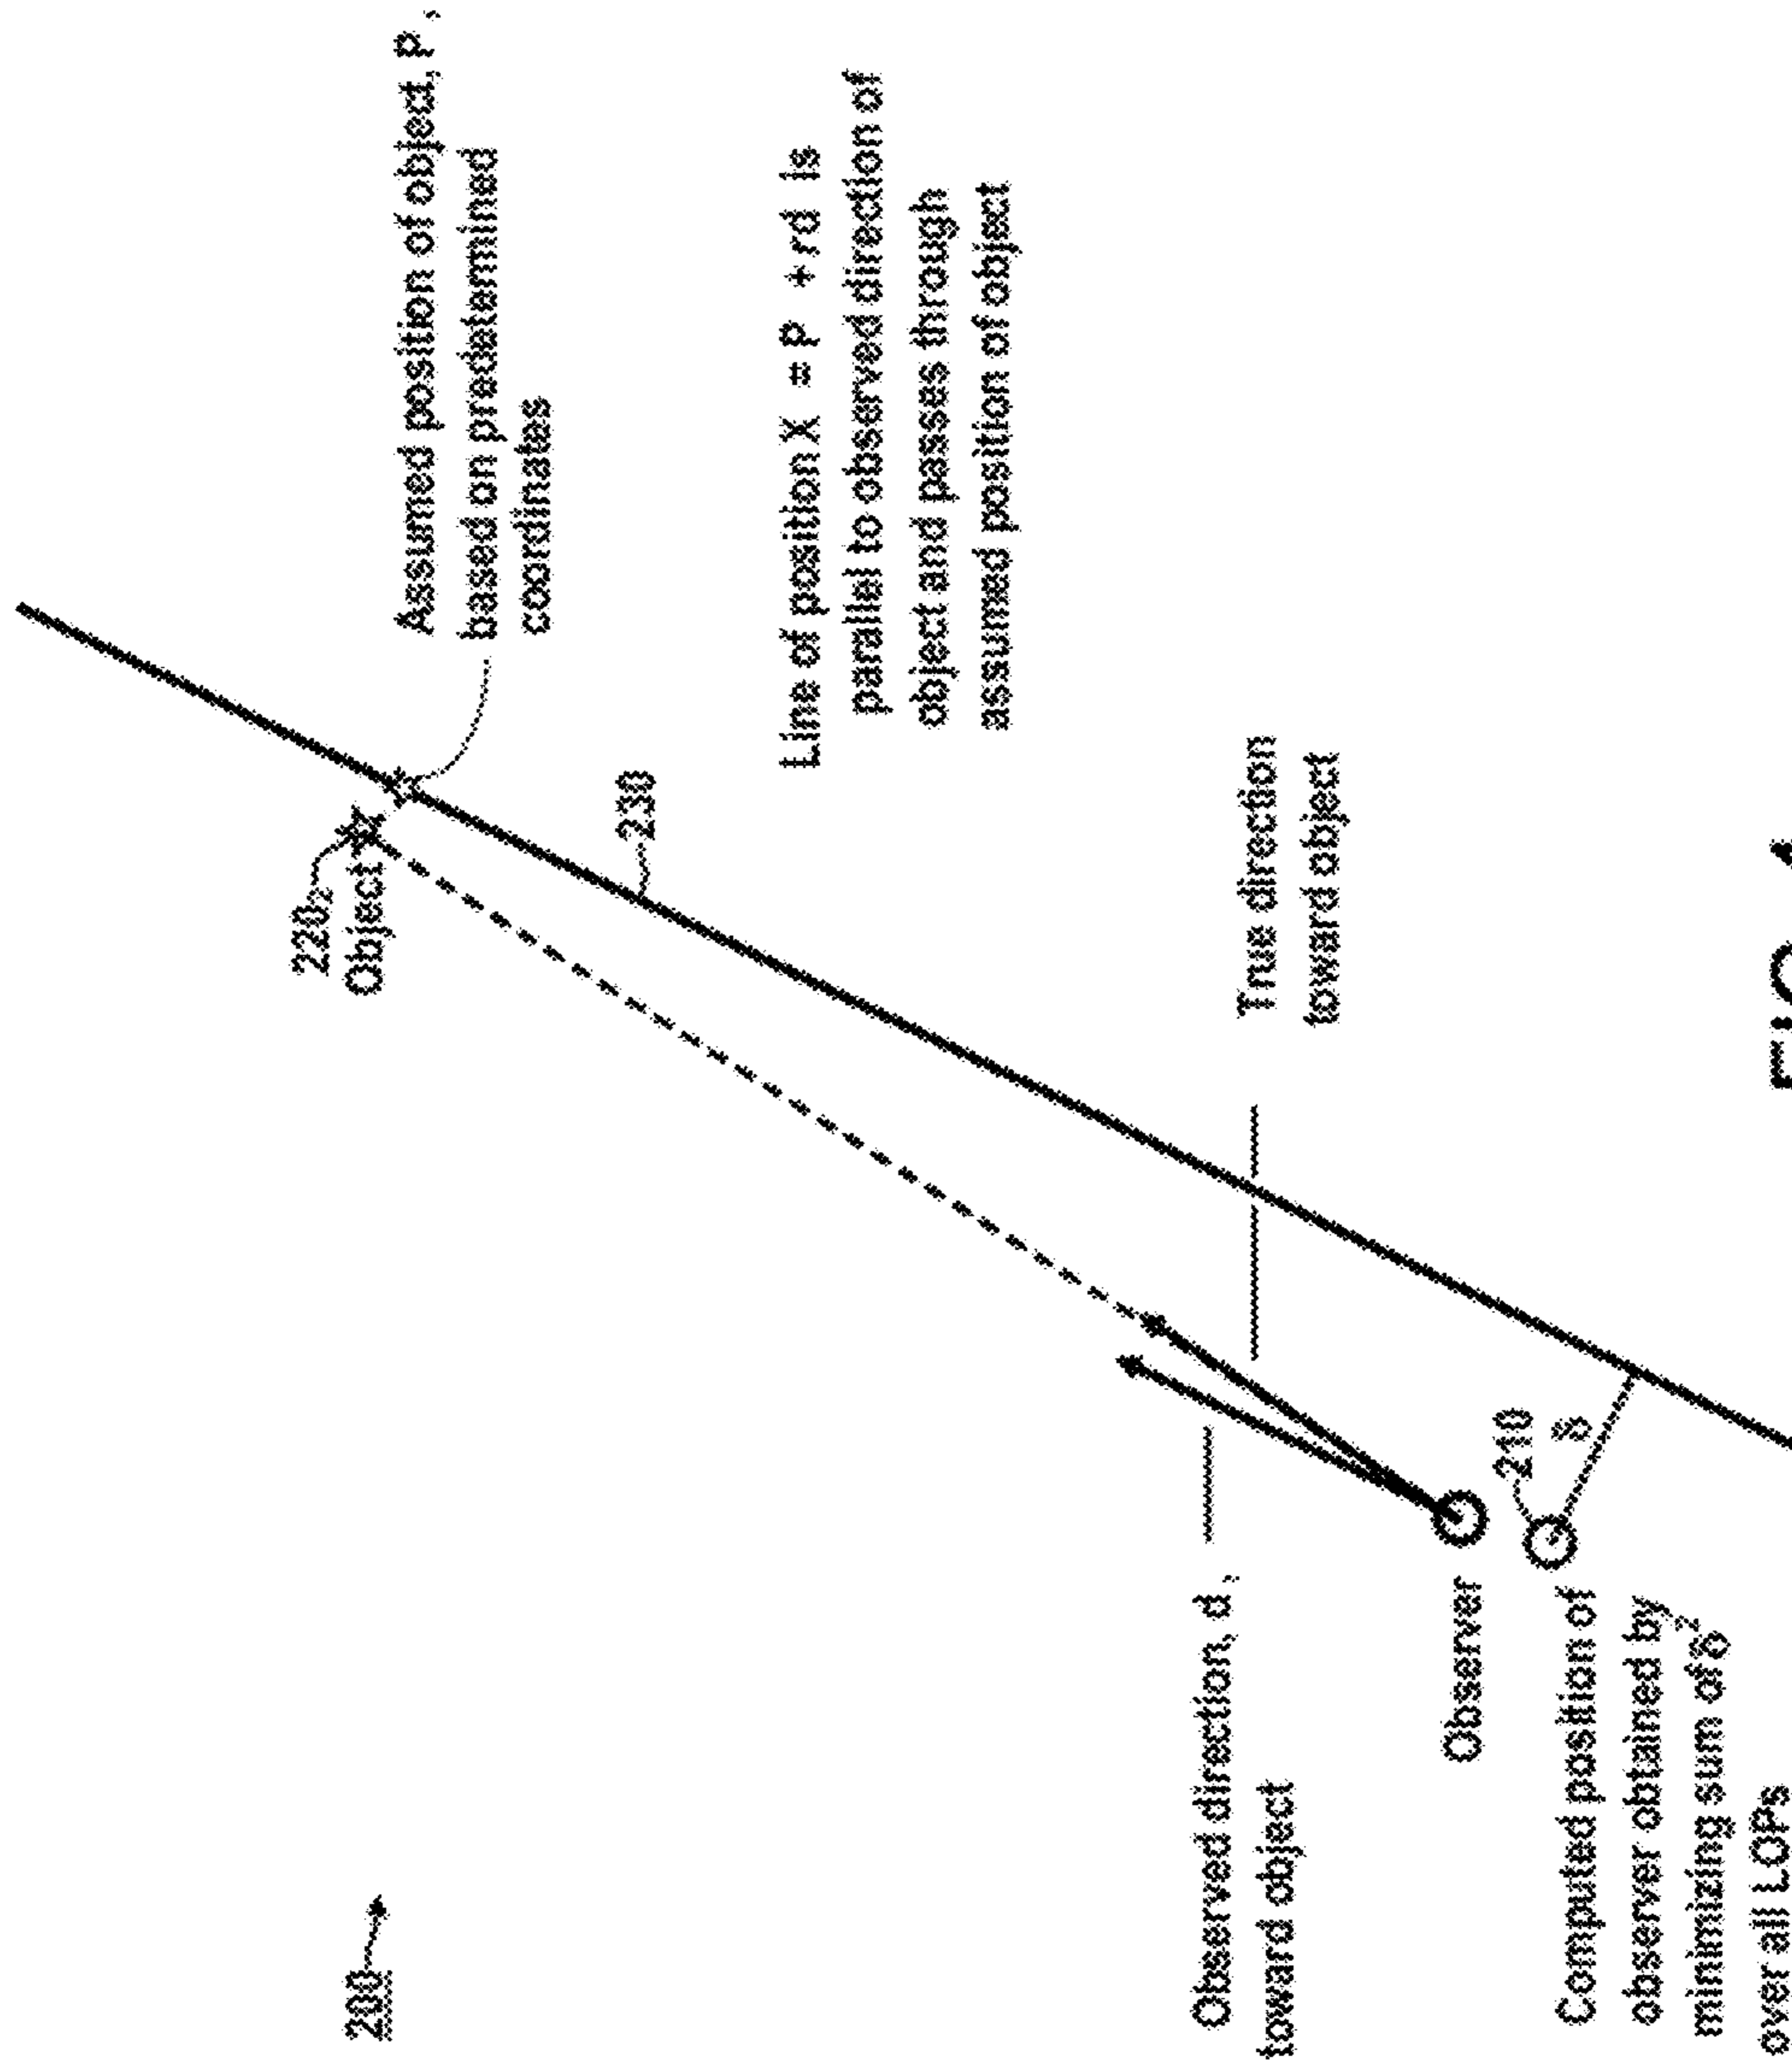 200
220
Object
Assumed position of object, P,
based on predetermined
coordinates
230
Line of position X = P + rd is
parallel to observed direction of
object and passes through
assumed position of object
Observed direction, d,
toward object
True direction
toward object
Observer
210
δ
Computed position of
observer obtained by
minimizing sum of δ²
over all LOPs